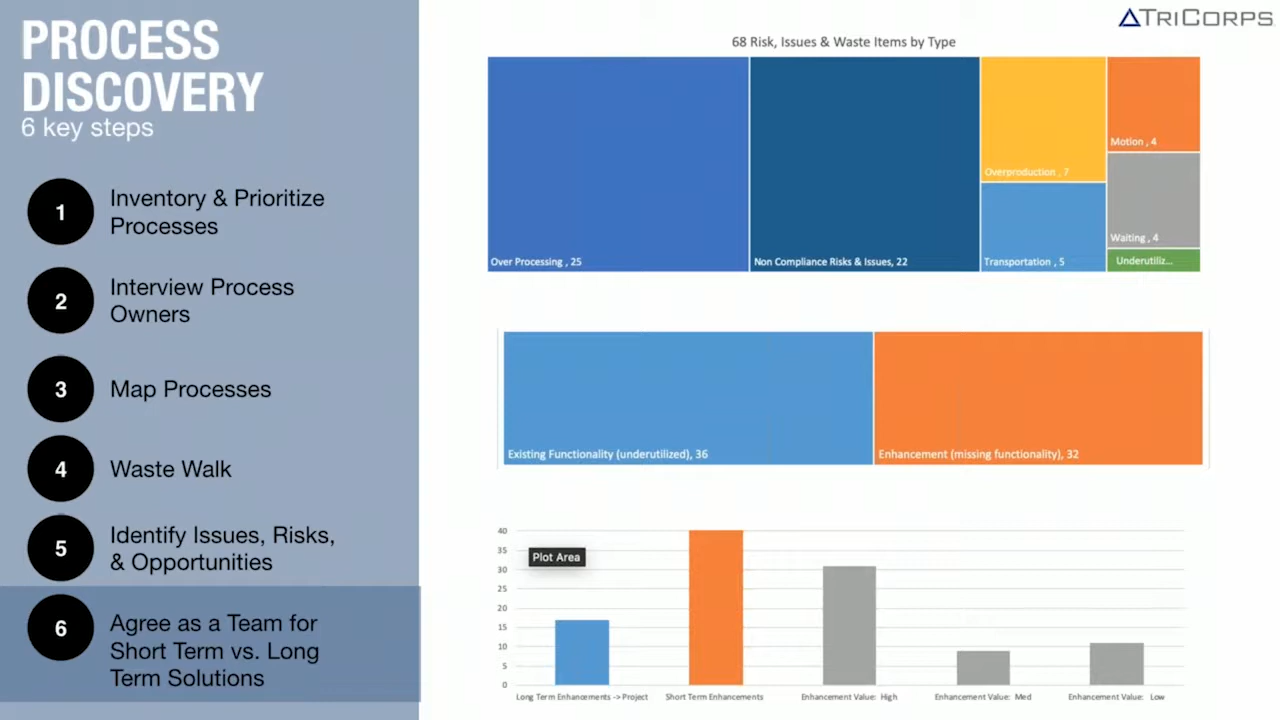 PROCESS
DISCOVERY
6 key steps
1
Inventory & Prioritize
Processes
2
Interview Process
Owners
3
Map Processes
4
Waste Walk
5
Identify Issues, Risks,
& Opportunities
6
Agree as a Team for
Short Term vs. Long
Term Solutions
TRICORPS
68 Risk, Issues & Waste Items by Type
Over Processing , 25
Non Compliance Risks & Issues, 22
Overproduction , 7
Transportation , 5
Motion , 4
Waiting , 4
Underutiliz...
Existing Functionality (underutilized), 36
Enhancement (missing functionality), 32
40
35
30
25
20
15
10
5
0
Plot Area
Long Term Enhancements -> Project
Short Term Enhancements
Enhancement Value: High
Enhancement Value: Med
Enhancement Value: Low